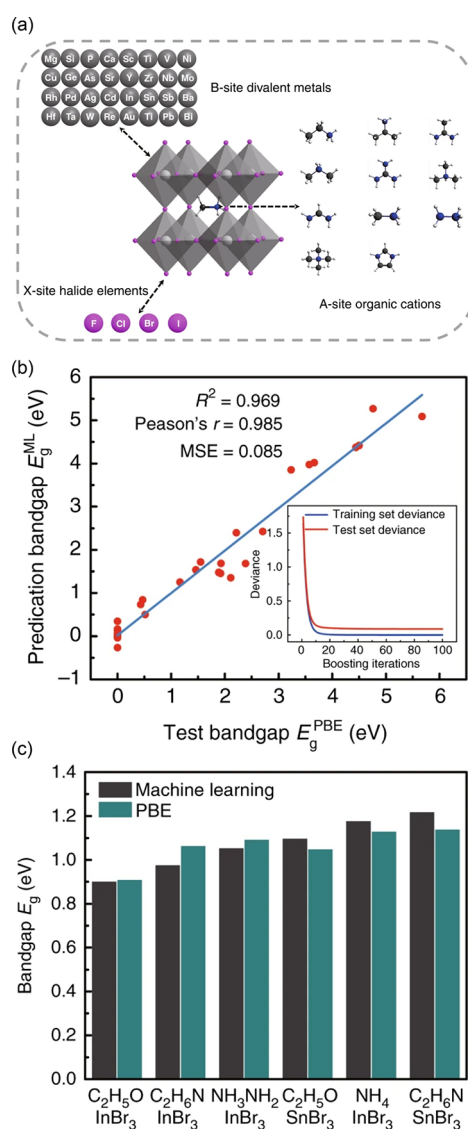 (a)
Mg Si P Ca Sc Ti V Ni
Cu Ge As Sr Y Zr Nb Mo
Rh Pd Ag Cd In Sn Sb Ba
Hf Ta W Re Au Tl Pb Bi
B-site divalent metals
X-site halide elements
F Cl Br I
A-site organic cations
(b)
R² = 0.969
Peason's r = 0.985
MSE = 0.085
Predication bandgap E_g^ML (eV)
6
5
4
3
2
1
0
−1
Training set deviance
Test set deviance
Deviance
1.5
1.0
0.5
0.0
0 20 40 60 80 100
Boosting iterations
0 1 2 3 4 5 6
Test bandgap E_g^PBE (eV)
(c)
Machine learning
PBE
Bandgap E_g (eV)
1.4
1.2
1.0
0.8
0.6
0.4
0.2
0.0
C₂H₅O C₂H₆N NH₃NH₂ C₂H₅O NH₄ C₂H₆N
InBr₃ InBr₃ InBr₃ SnBr₃ InBr₃ SnBr₃